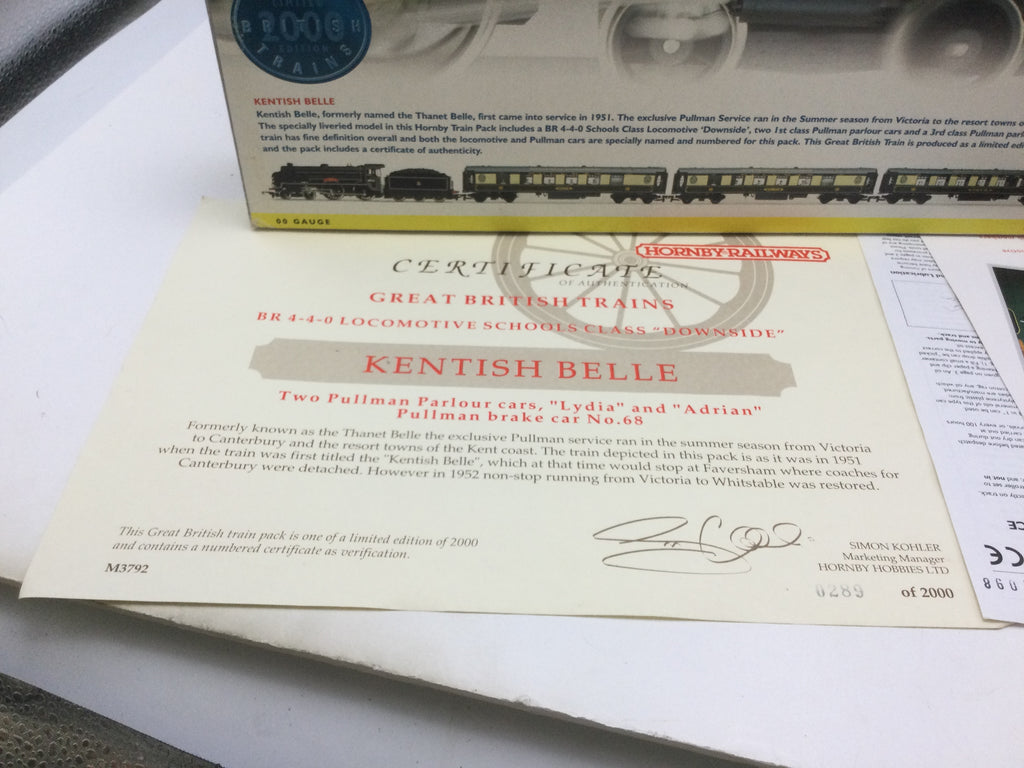 LIMITED
BRITISH
2000
EDITION
TRAINS
KENTISH BELLE
Kentish Belle, formerly named the Thanet Belle, first came into service in 1951. The exclusive Pullman Service ran in the Summer season from Victoria to the resort towns o
The specially liveried model in this Hornby Train Pack includes a BR 4-4-0 Schools Class Locomotive 'Downside', two 1st class Pullman parlour cars and a 3rd class Pullman parl
train has fine definition overall and both the locomotive and Pullman cars are specially named and numbered for this pack. This Great British Train is produced as a limited edi
and the pack includes a certificate of authenticity.
00 GAUGE
HORNBY RAILWAYS
CERTIFICATE
OF AUTHENTICATION
GREAT BRITISH TRAINS
BR 4-4-0 LOCOMOTIVE SCHOOLS CLASS "DOWNSIDE"
KENTISH BELLE
Two Pullman Parlour cars, "Lydia" and "Adrian"
Pullman brake car No.68
Formerly known as the Thanet Belle the exclusive Pullman service ran in the summer season from Victoria
to Canterbury and the resort towns of the Kent coast. The train depicted in this pack is as it was in 1951
when the train was first titled the "Kentish Belle", which at that time would stop at Faversham where coaches for
Canterbury were detached. However in 1952 non-stop running from Victoria to Whitstable was restored.
This Great British train pack is one of a limited edition of 2000
and contains a numbered certificate as verification.
M3792
SIMON KOHLER
Marketing Manager
HORNBY HOBBIES LTD
0289 of 2000
CE